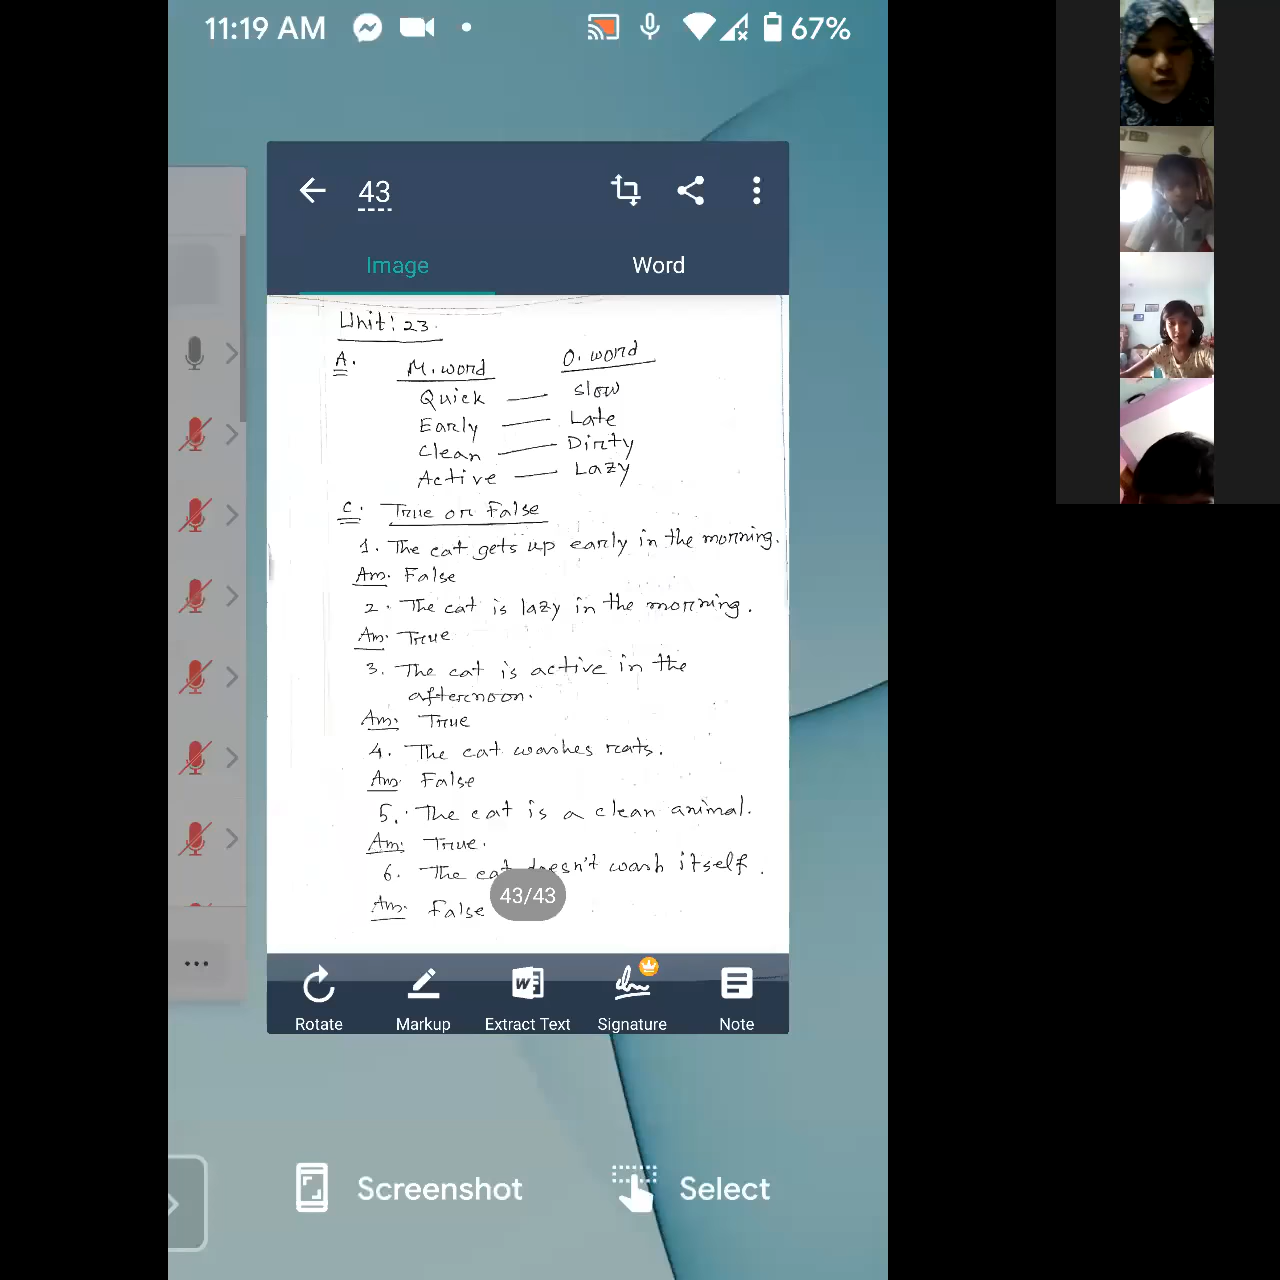 11:19 AM
67%
43
Image
Word
Unit: 23.
A.
M. word
O. word
Quick — Slow
Early — Late
Clean — Dirty
Active — Lazy
C. True or False
1. The cat gets up early in the morning.
Ans. False
2. The cat is lazy in the morning.
Ans. True
3. The cat is active in the
afternoon.
Ans. True
4. The cat washes rats.
Ans. False
5. The cat is a clean animal.
Ans. True.
6. The cat doesn't wash itself.
Ans. False
43/43
Rotate
Markup
Extract Text
Signature
Note
Screenshot
Select